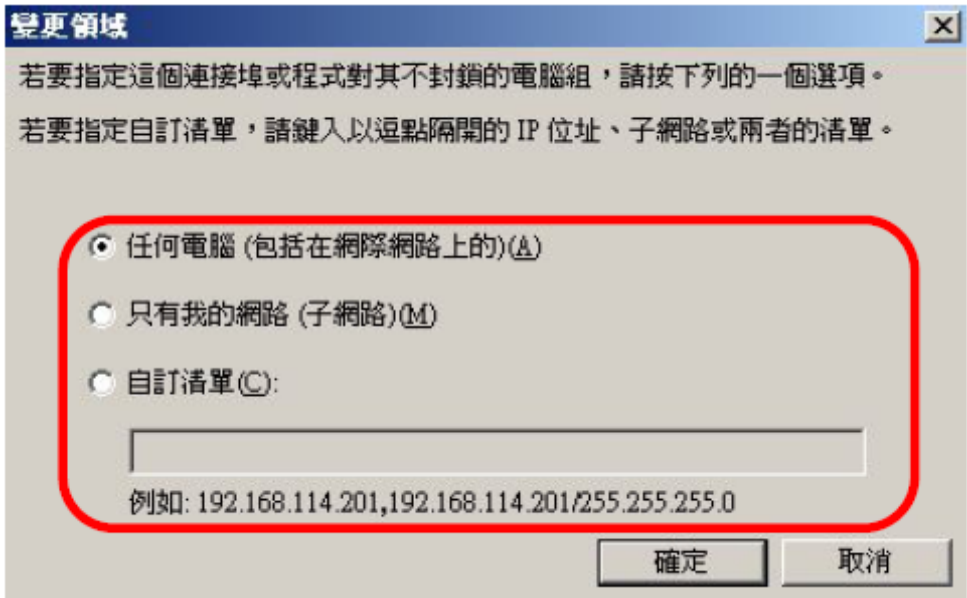 變更領域
若要指定這個連接埠或程式對其不封鎖的電腦組，請按下列的一個選項。
若要指定自訂清單，請鍵入以逗點隔開的 IP 位址、子網路或兩者的清單。
任何電腦 (包括在網際網路上的)(A)
只有我的網路 (子網路)(M)
自訂清單(C):
例如: 192.168.114.201,192.168.114.201/255.255.255.0
確定 取消